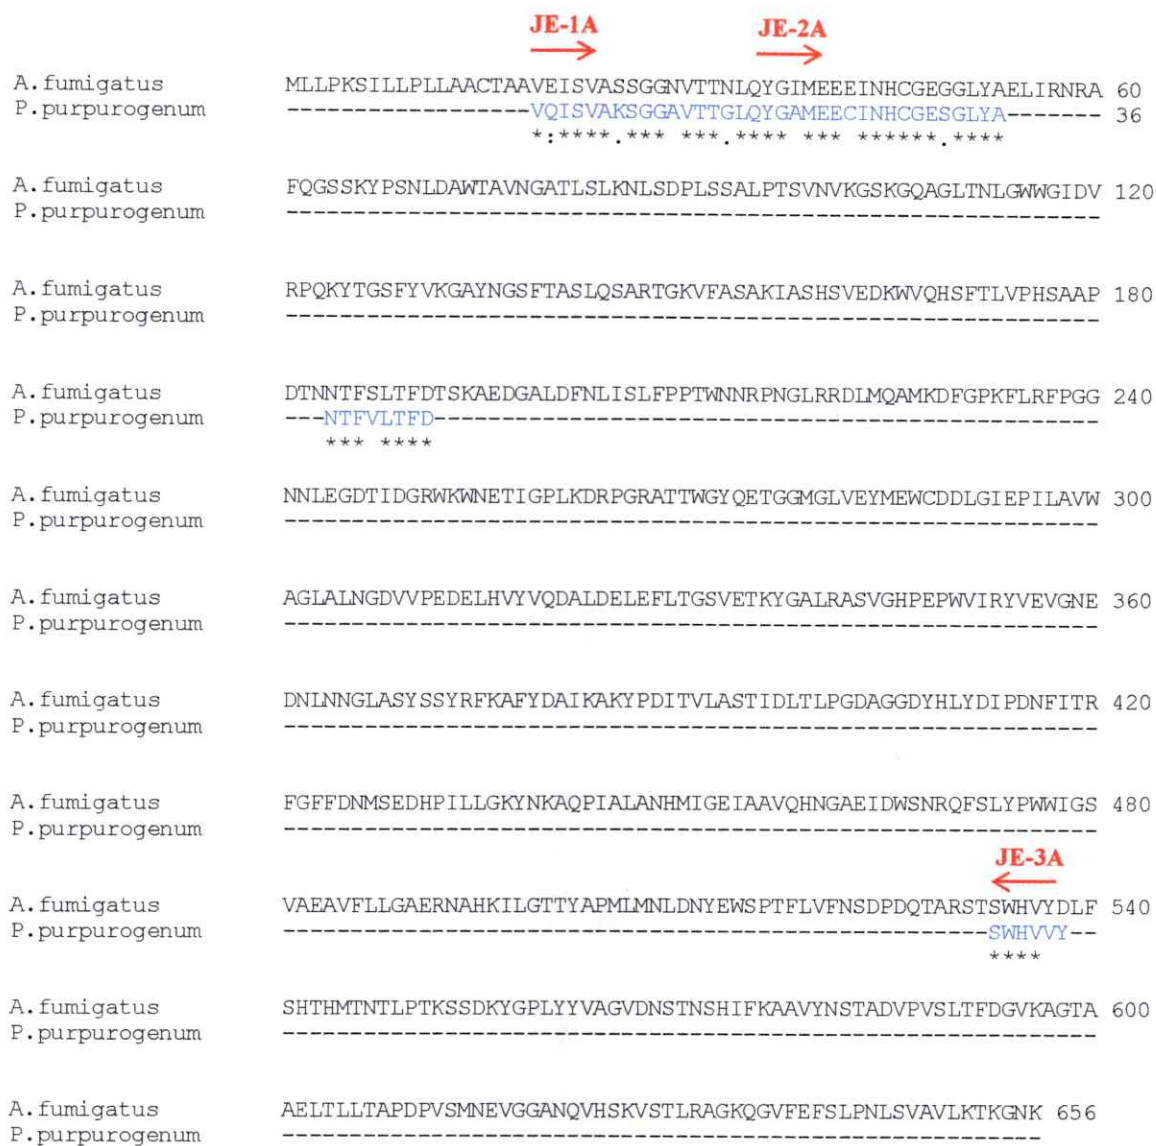 JE-1A JE-2A
A.fumigatus MLLPKSILLPLLAACTAAVEISVASSGGNVTTNLQYGIMEEEINHCGEGGLYAELIRNRA 60
P.purpurogenum ------------------VQISVAKSGGAVTTGLQYGAMEECINHCGESGLYA------- 36
*:****.*** ***.**** *** ******.****
A.fumigatus FQGSSKYPSNLDAWTAVNGATLSLKNLSDPLSSALPTSVNVKGSKGQAGLTNLGWWGIDV 120
P.purpurogenum ------------------------------------------------------------
A.fumigatus RPQKYTGSFYVKGAYNGSFTASLQSARTGKVFASAKIASHSVEDKWVQHSFTLVPHSAAP 180
P.purpurogenum ------------------------------------------------------------
A.fumigatus DTNNTFSLTFDTSKAEDGALDFNLISLFPPTWNNRPNGLRRDLMQAMKDFGPKFLRFPGG 240
P.purpurogenum ---NTFVLTFD-------------------------------------------------
*** ****
A.fumigatus NNLEGDTIDGRWKWNETIGPLKDRPGRATTWGYQETGGMGLVEYMEWCDDLGIEPILAVW 300
P.purpurogenum ------------------------------------------------------------
A.fumigatus AGLALNGDVVPEDELHVYVQDALDELEFLTGSVETKYGALRASVGHPEPWVIRYVEVGNE 360
P.purpurogenum ------------------------------------------------------------
A.fumigatus DNLNNGLASYSSYRFKAFYDAIKAKYPDITVLASTIDLTLPGDAGGDYHLYDIPDNFITR 420
P.purpurogenum ------------------------------------------------------------
A.fumigatus FGFFDNMSEDHPILLGKYNKAQPIALANHMIGEIAAVQHNGAEIDWSNRQFSLYPWWIGS 480
P.purpurogenum ------------------------------------------------------------
JE-3A
A.fumigatus VAEAVFLLGAERNAHKILGTTYAPMLMNLDNYEWSPTFLVFNSDPDQTARSTSWHVYDLF 540
P.purpurogenum ----------------------------------------------------SWHVVY--
****
A.fumigatus SHTHMTNTLPTKSSDKYGPLYYVAGVDNSTNSHIFKAAVYNSTADVPVSLTFDGVKAGTA 600
P.purpurogenum ------------------------------------------------------------
A.fumigatus AELTLLTAPDPVSMNEVGGANQVHSKVSTLRAGKQGVFEFSLPNLSVAVLKTKGNK 656
P.purpurogenum --------------------------------------------------------